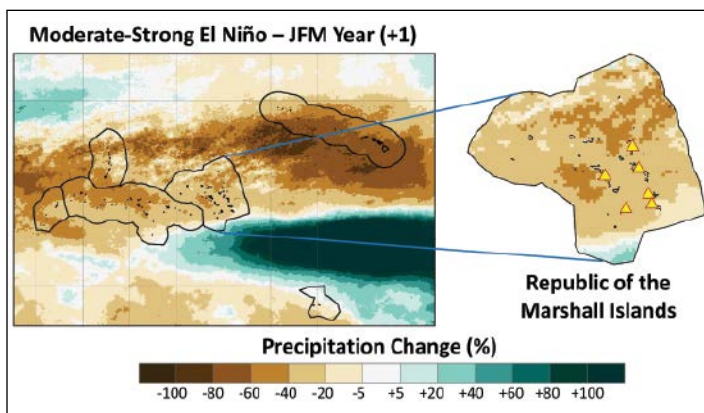 Moderate-Strong El Niño – JFM Year (+1)
Republic of the
Marshall Islands
Precipitation Change (%)
-100 -80 -60 -40 -20 -5 +5 +20 +40 +60 +80 +100